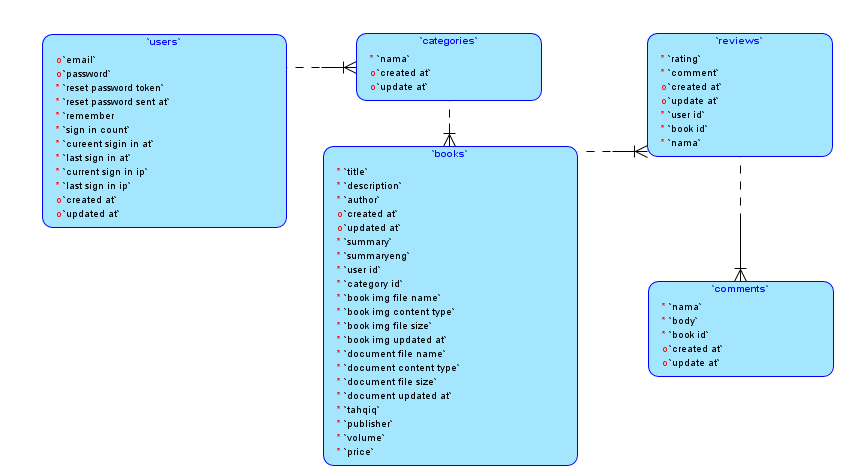 `users`
o `email`
o `password`
* `reset password token`
* `reset password sent at`
* `remember
* `sign in count`
* `cureent sigin in at`
* `last sign in at`
* `current sign in ip`
* `last sign in ip`
o `created at`
o `updated at`
`categories`
* `nama`
o `created at`
o `update at`
`books`
* `title`
* `description`
* `author`
o `created at`
o `updated at`
* `summary`
* `summaryeng`
* `user id`
* `category id`
* `book img file name`
* `book img content type`
* `book img file size`
* `book img updated at`
* `document file name`
* `document content type`
* `document file size`
* `document updated at`
* `tahqiq`
* `publisher`
* `volume`
* `price`
`reviews`
* `rating`
* `comment`
o `created at`
o `update at`
* `user id`
* `book id`
* `nama`
`comments`
* `nama`
* `body`
* `book id`
o `created at`
o `update at`